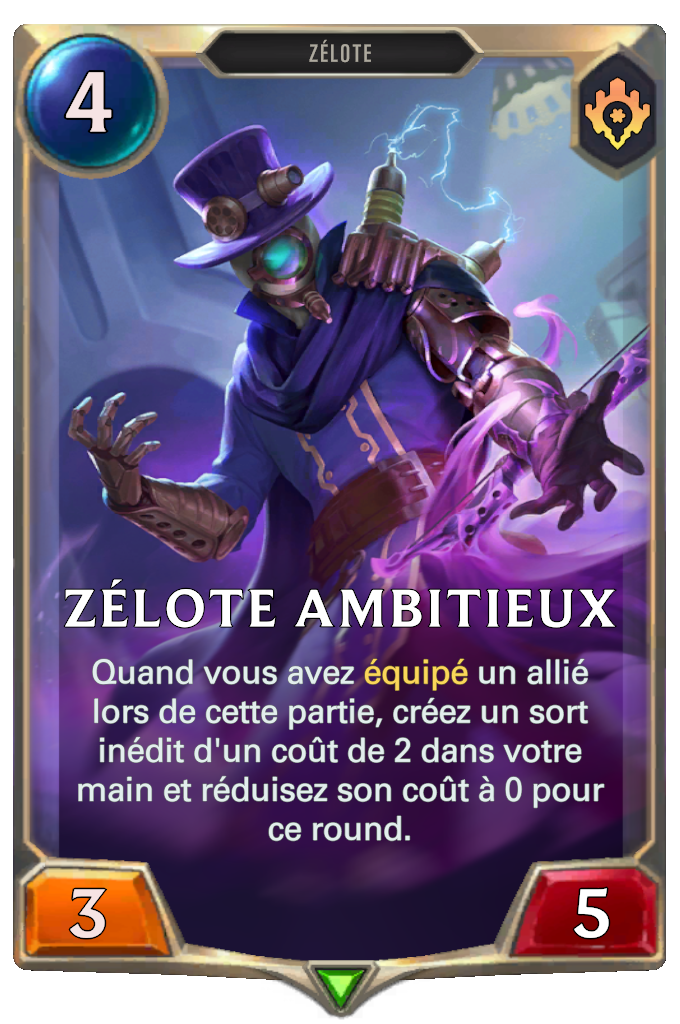 ZÉLOTE
4
ZÉLOTE AMBITIEUX
Quand vous avez équipé un allié
lors de cette partie, créez un sort
inédit d'un coût de 2 dans votre
main et réduisez son coût à 0 pour
ce round.
3
5